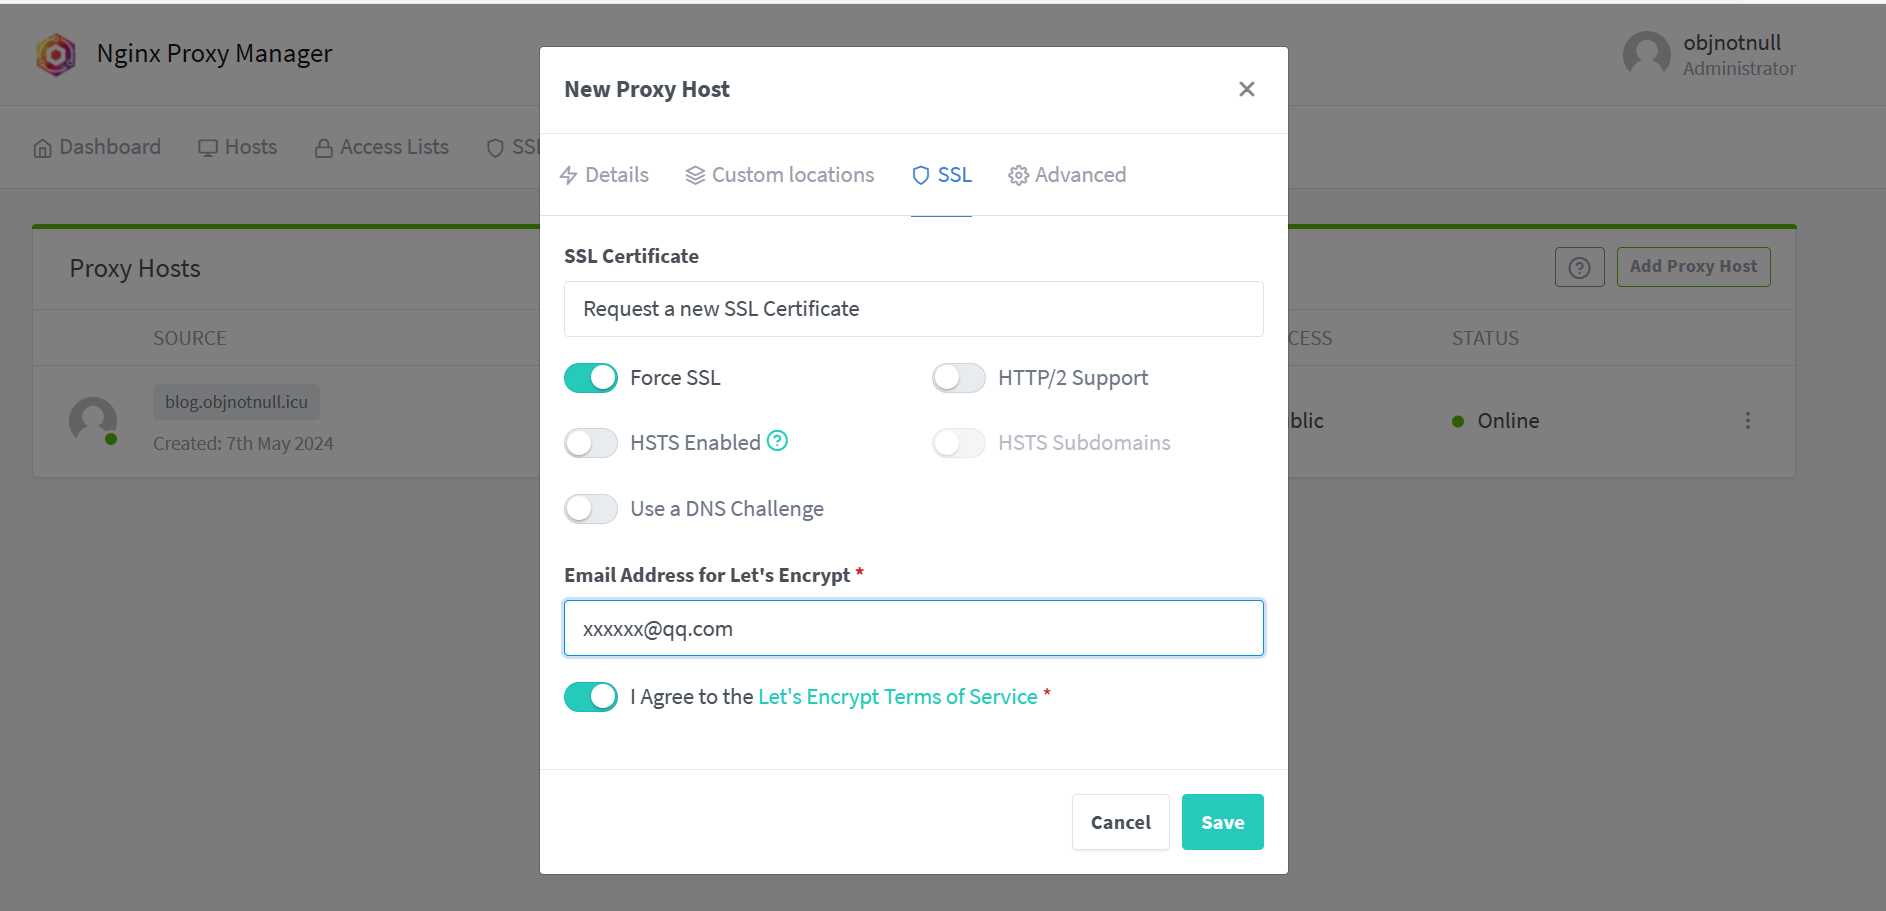 Nginx Proxy Manager
objnotnull
Administrator
Dashboard Hosts Access Lists SSL
New Proxy Host
Details Custom locations SSL Advanced
Proxy Hosts
Add Proxy Host
SOURCE
STATUS
blog.objnotnull.icu
Created: 7th May 2024
Online
SSL Certificate
Request a new SSL Certificate
Force SSL HTTP/2 Support
HSTS Enabled HSTS Subdomains
Use a DNS Challenge
Email Address for Let's Encrypt *
xxxxxx@qq.com
I Agree to the Let's Encrypt Terms of Service *
Cancel Save